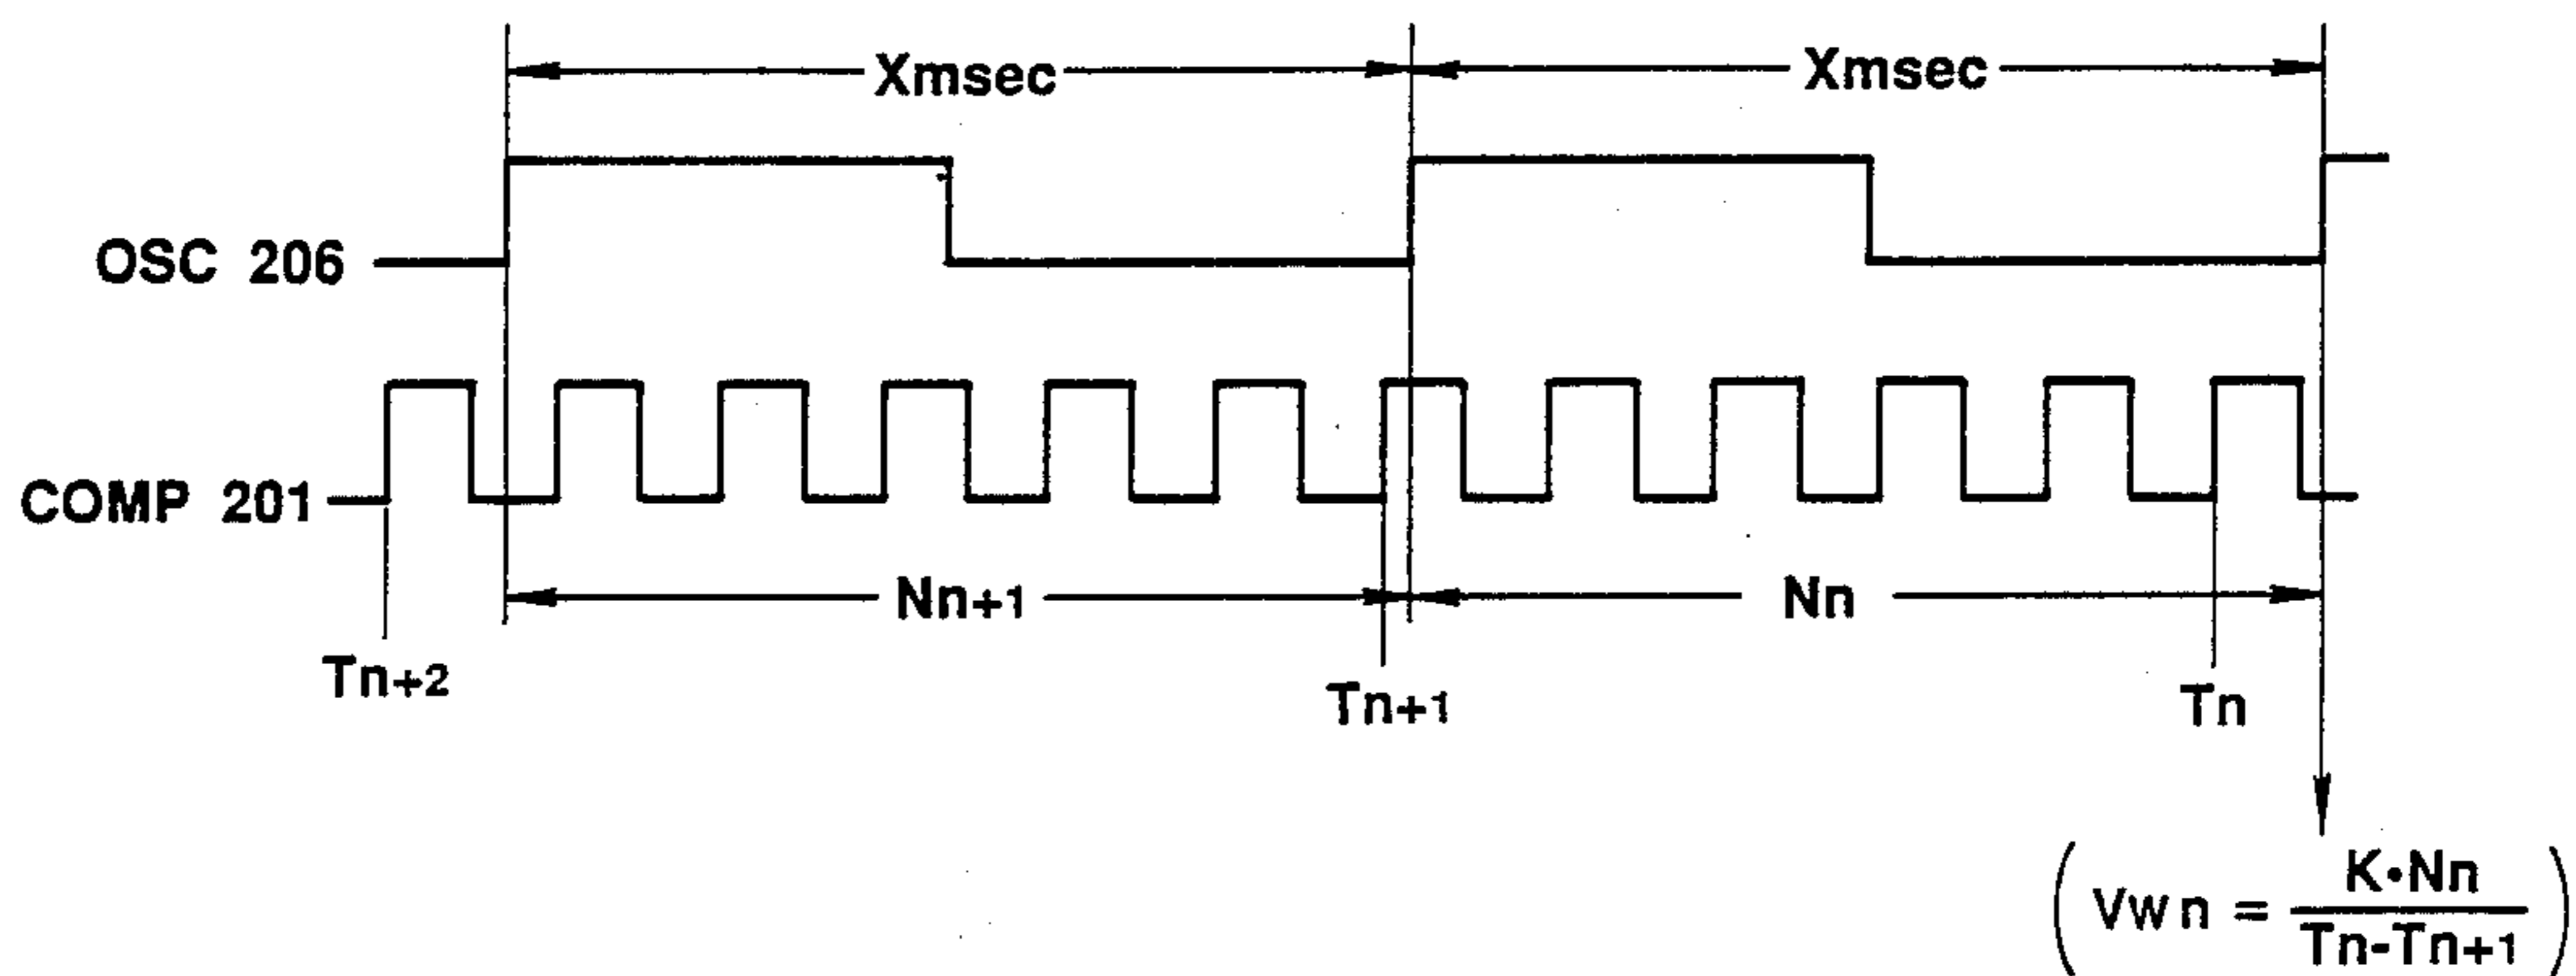 Xmsec Xmsec
OSC 206
COMP 201
Nn+1 Nn
Tn+2 Tn+1 Tn
(Vwn = K•Nn / Tn-Tn+1)